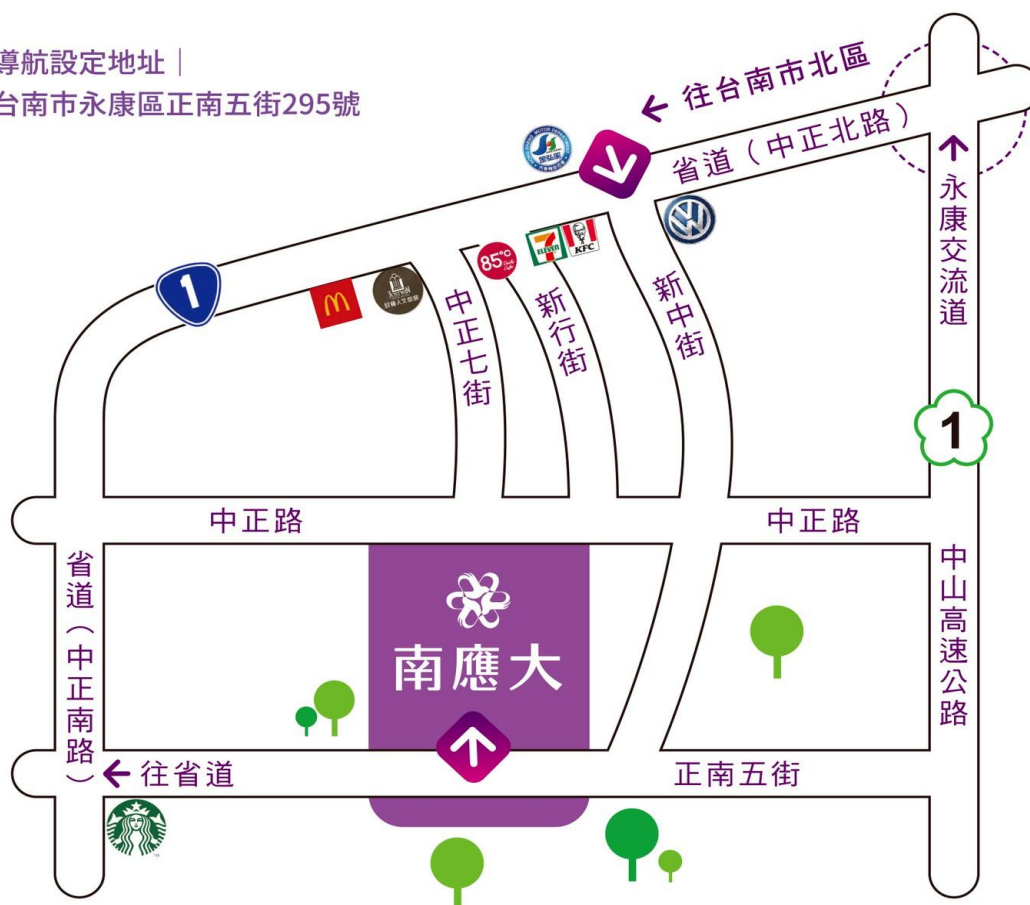 導航設定地址｜
台南市永康區正南五街295號
← 往台南市北區
省道（中正北路）
永康交流道
1
85°C
7
ELEVEN
KFC
VW
中正七街
新行街
新中街
1
中正路
中正路
省道（中正南路）
中山高速公路
南應大
← 往省道
正南五街